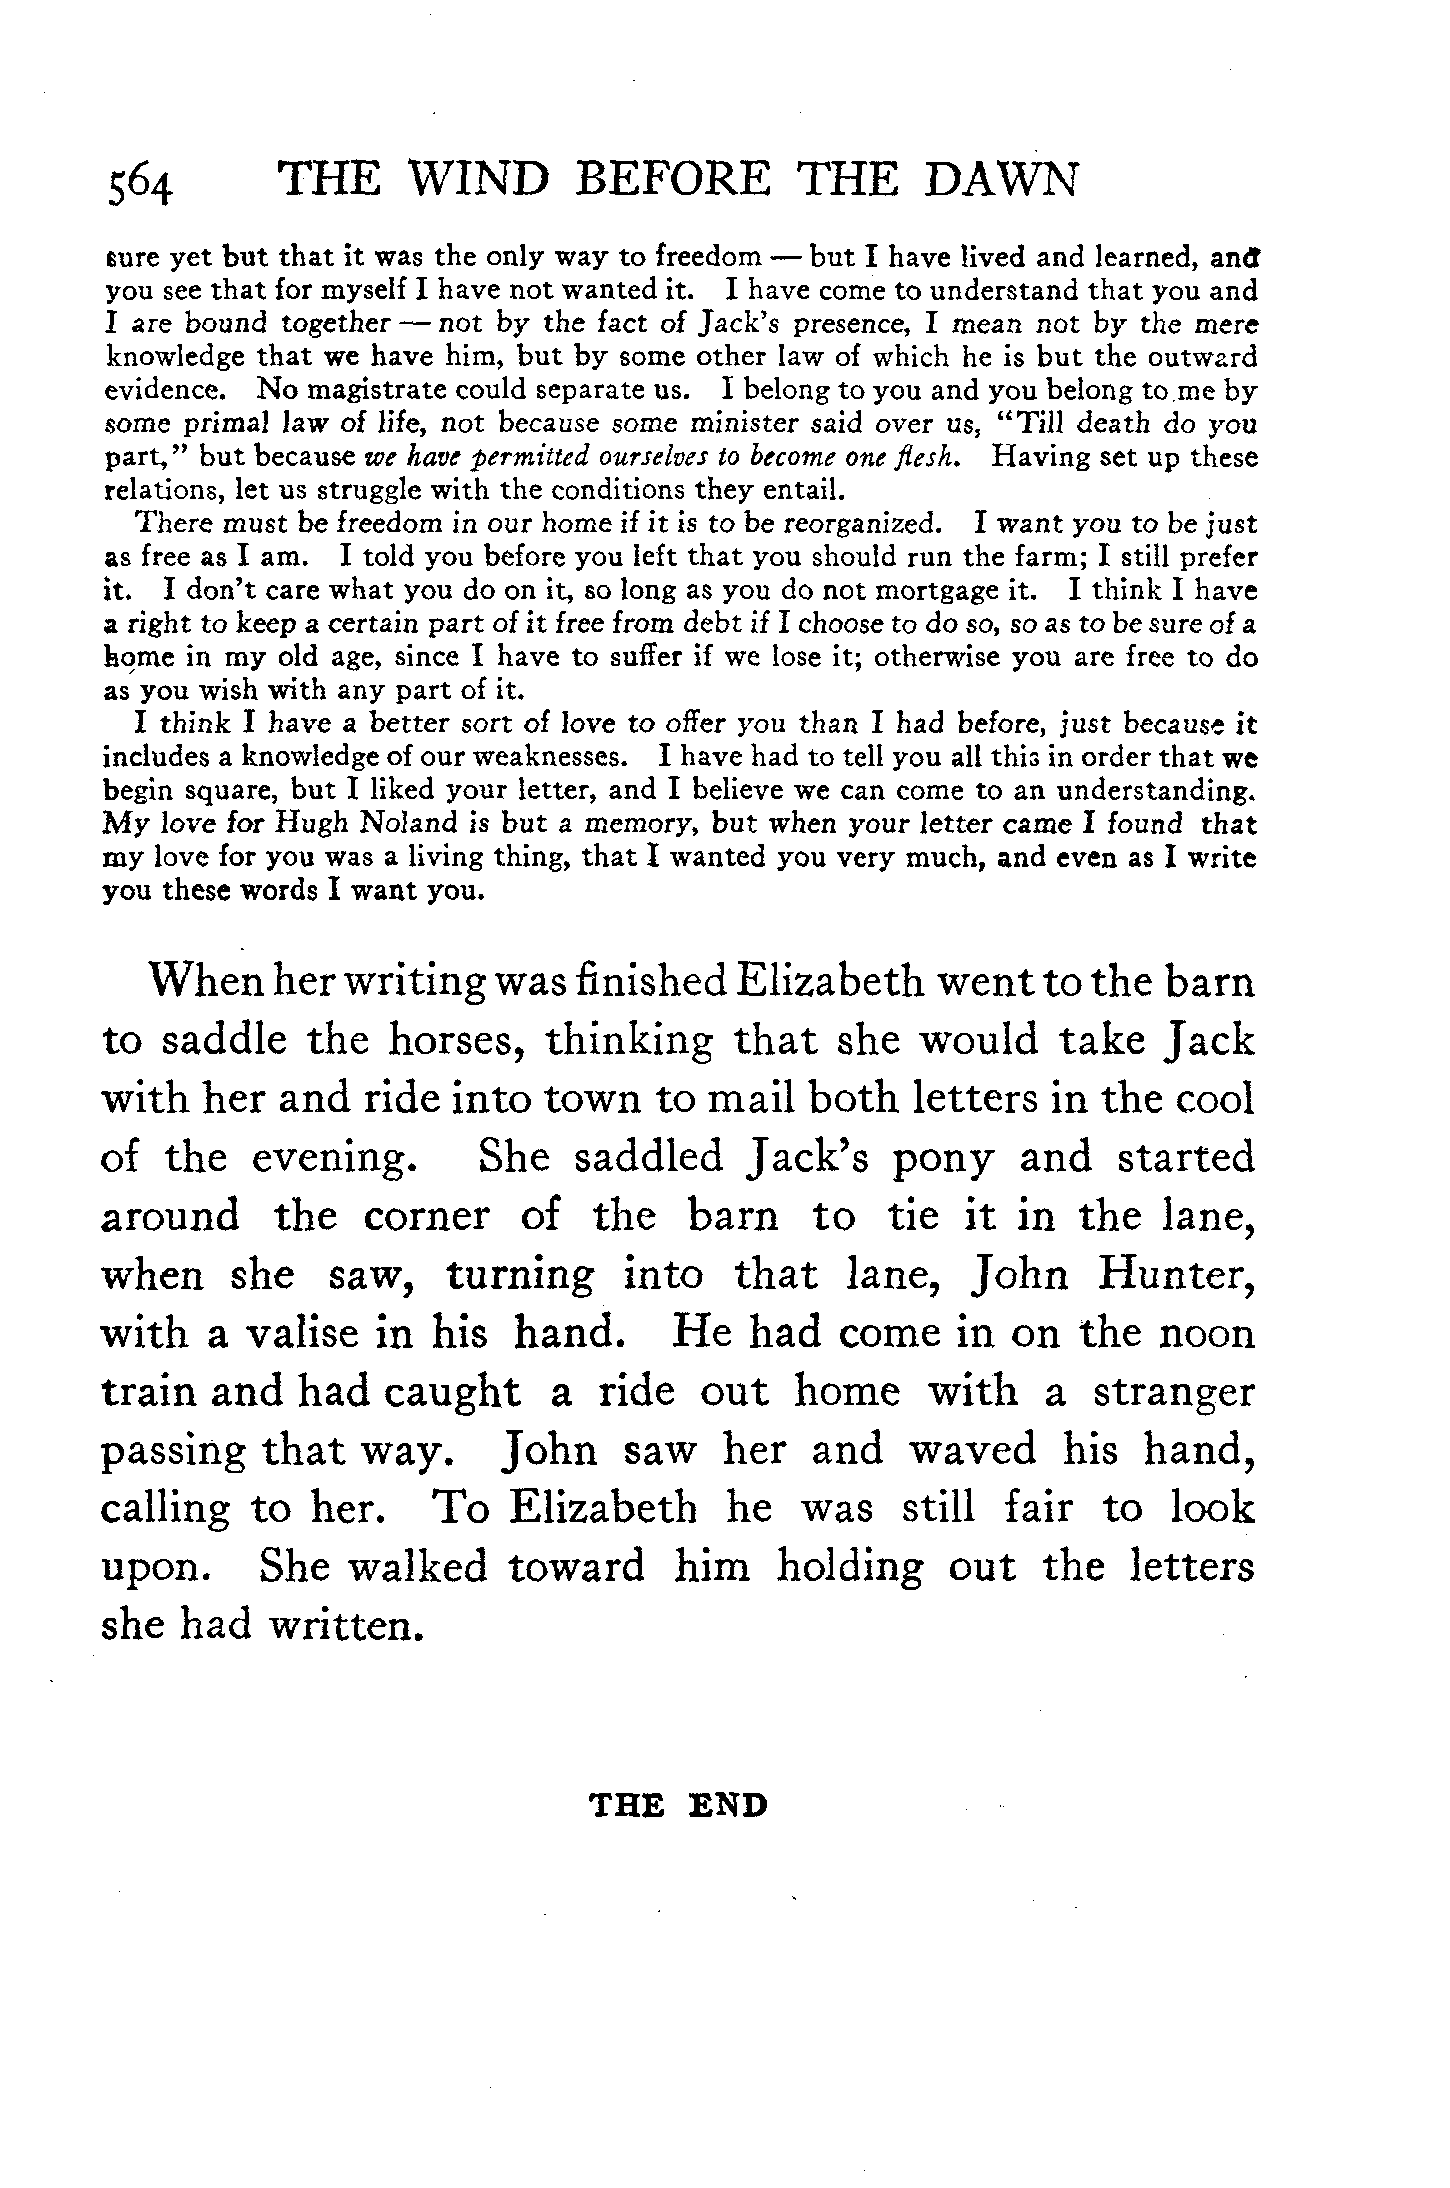 564 THE WIND BEFORE THE DAWN
sure yet but that it was the only way to freedom — but I have lived and learned, and
you see that for myself I have not wanted it. I have come to understand that you and
I are bound together — not by the fact of Jack's presence, I mean not by the mere
knowledge that we have him, but by some other law of which he is but the outward
evidence. No magistrate could separate us. I belong to you and you belong to me by
some primal law of life, not because some minister said over us, "Till death do you
part," but because we have permitted ourselves to become one flesh. Having set up these
relations, let us struggle with the conditions they entail.
There must be freedom in our home if it is to be reorganized. I want you to be just
as free as I am. I told you before you left that you should run the farm; I still prefer
it. I don't care what you do on it, so long as you do not mortgage it. I think I have
a right to keep a certain part of it free from debt if I choose to do so, so as to be sure of a
home in my old age, since I have to suffer if we lose it; otherwise you are free to do
as you wish with any part of it.
I think I have a better sort of love to offer you than I had before, just because it
includes a knowledge of our weaknesses. I have had to tell you all this in order that we
begin square, but I liked your letter, and I believe we can come to an understanding.
My love for Hugh Noland is but a memory, but when your letter came I found that
my love for you was a living thing, that I wanted you very much, and even as I write
you these words I want you.
When her writing was finished Elizabeth went to the barn
to saddle the horses, thinking that she would take Jack
with her and ride into town to mail both letters in the cool
of the evening. She saddled Jack's pony and started
around the corner of the barn to tie it in the lane,
when she saw, turning into that lane, John Hunter,
with a valise in his hand. He had come in on the noon
train and had caught a ride out home with a stranger
passing that way. John saw her and waved his hand,
calling to her. To Elizabeth he was still fair to look
upon. She walked toward him holding out the letters
she had written.
THE END